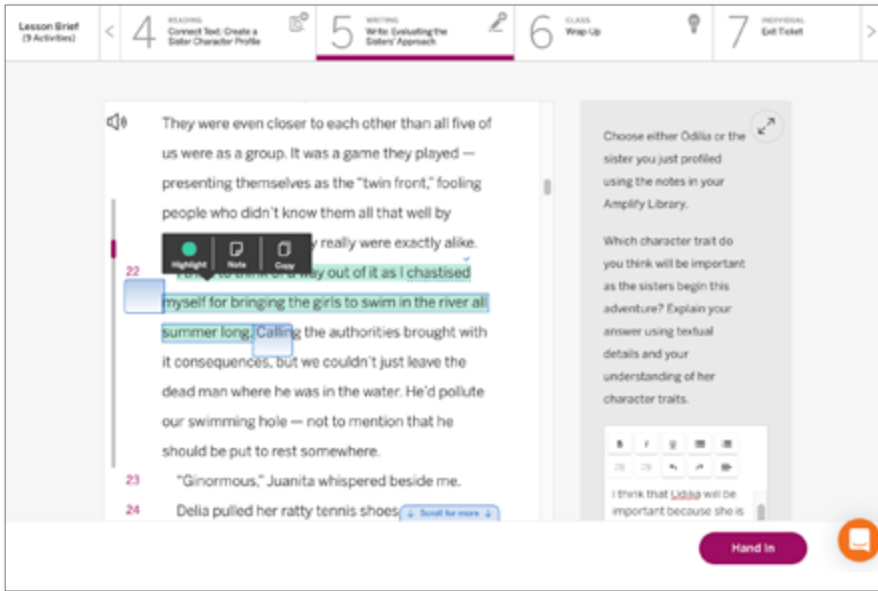 Lesson Brief
(9 Activities)
4
READING
Connect Text: Create a
Sister Character Profile
5
WRITING
Write: Evaluating the
Sisters' Approach
6
CLASS
Wrap-Up
7
INDIVIDUAL
Exit Ticket
They were even closer to each other than all five of
us were as a group. It was a game they played —
presenting themselves as the "twin front," fooling
people who didn't know them all that well by
really were exactly alike.
Highlight
Note
Copy
22 way out of it as I chastised
myself for bringing the girls to swim in the river all
summer long. Calling the authorities brought with
it consequences, but we couldn't just leave the
dead man where he was in the water. He'd pollute
our swimming hole — not to mention that he
should be put to rest somewhere.
23 "Ginormous," Juanita whispered beside me.
24 Delia pulled her ratty tennis shoes
Scroll for more
Choose either Odilia or the
sister you just profiled
using the notes in your
Amplify Library.
Which character trait do
you think will be important
as the sisters begin this
adventure? Explain your
answer using textual
details and your
understanding of her
character traits.
B I U
I think that Odilia will be
important because she is
Hand In